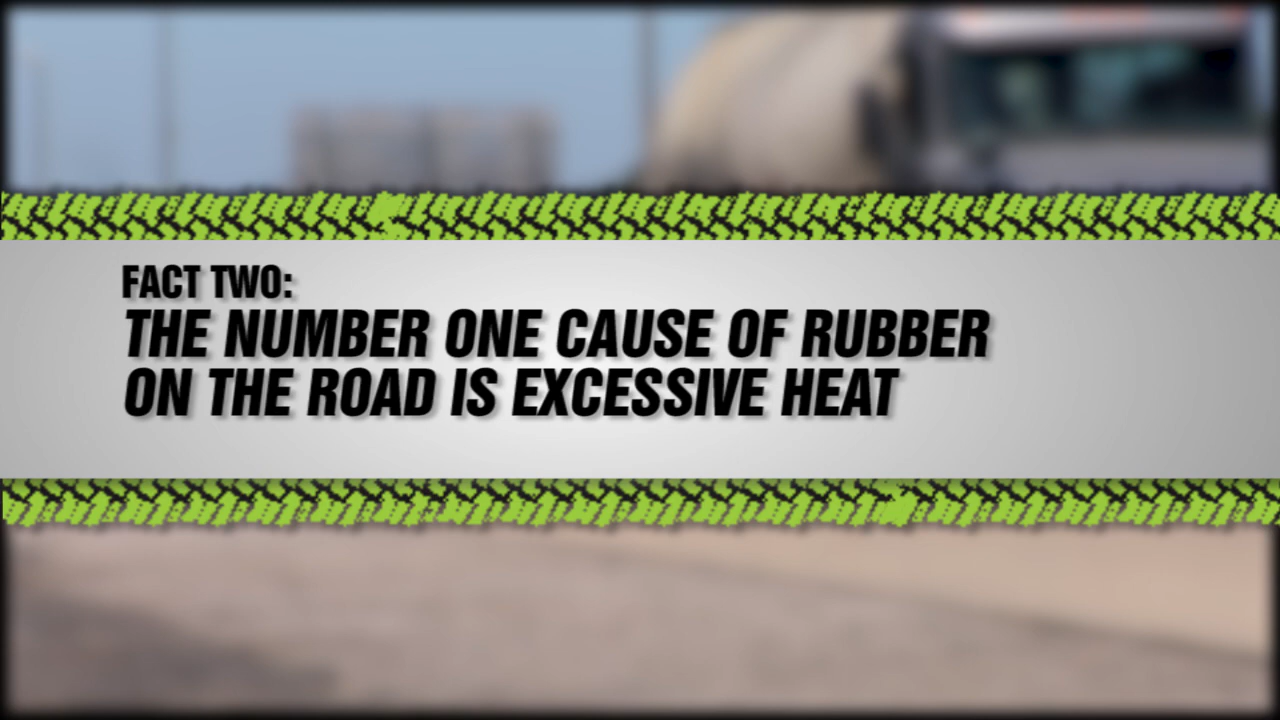 FACT TWO:
THE NUMBER ONE CAUSE OF RUBBER
ON THE ROAD IS EXCESSIVE HEAT